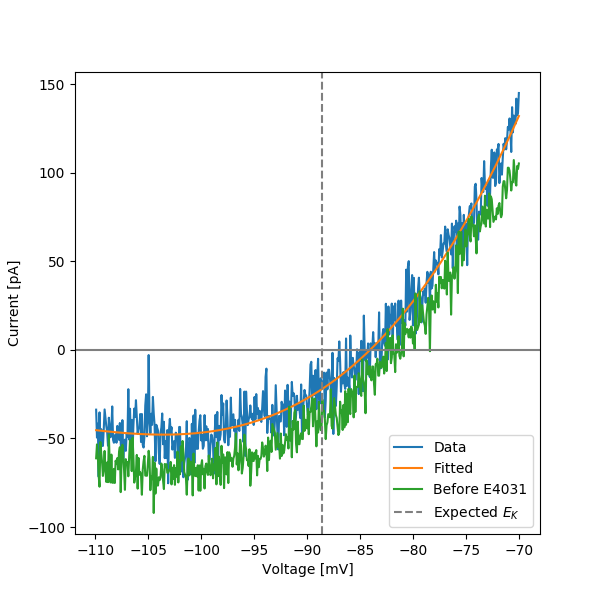 150
100
50
0
−50
−100
Current [pA]
−110 −105 −100 −95 −90 −85 −80 −75 −70
Voltage [mV]
Data
Fitted
Before E4031
Expected $E_K$